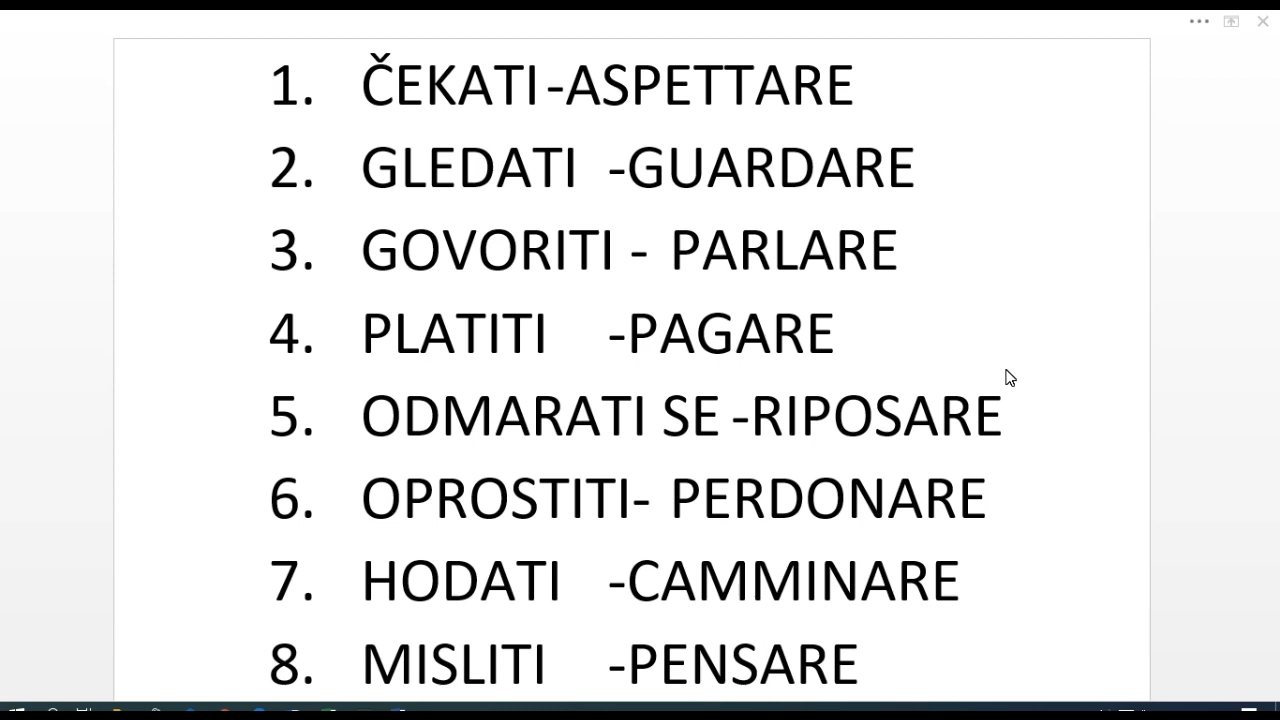 1. ČEKATI -ASPETTARE
2. GLEDATI -GUARDARE
3. GOVORITI - PARLARE
4. PLATITI -PAGARE
5. ODMARATI SE -RIPOSARE
6. OPROSTITI- PERDONARE
7. HODATI -CAMMINARE
8. MISLITI -PENSARE